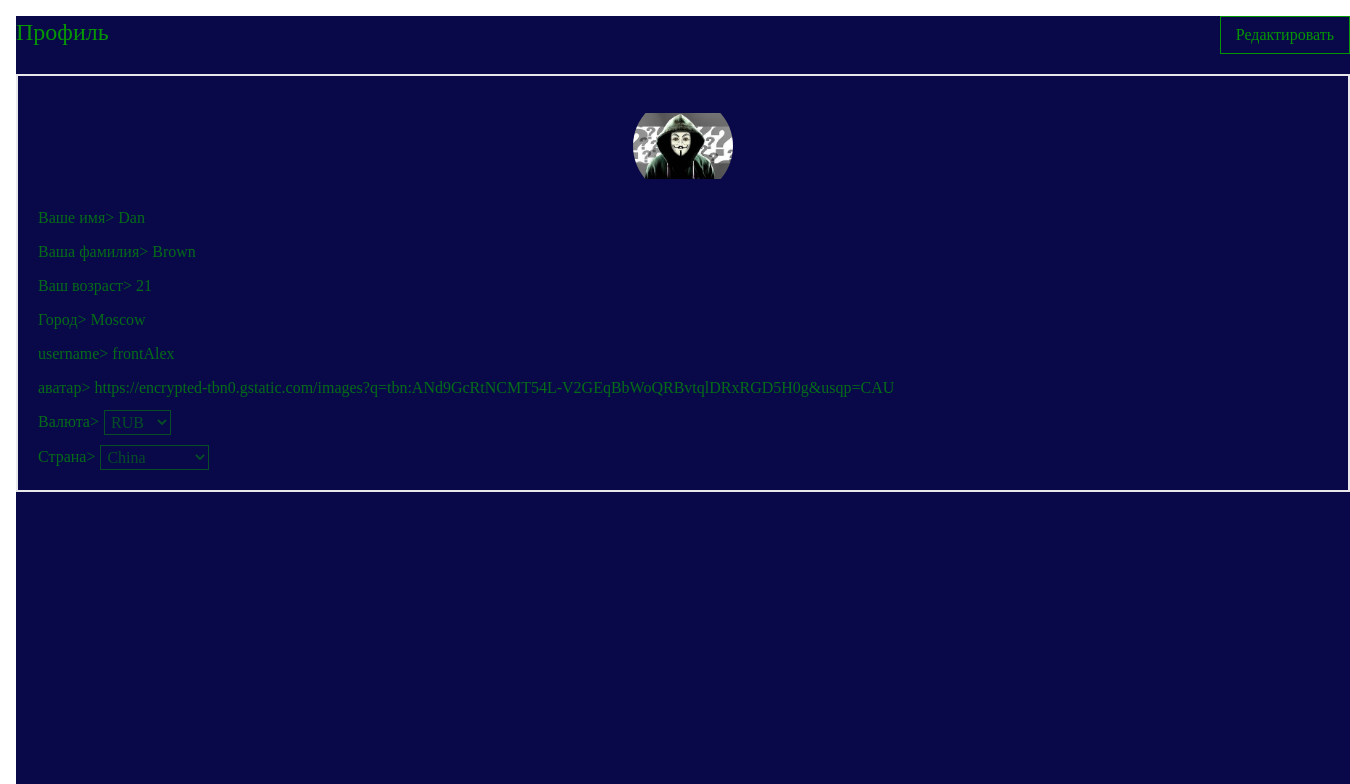 Профиль
Редактировать
Ваше имя> Dan
Ваша фамилия> Brown
Ваш возраст> 21
Город> Moscow
username> frontAlex
аватар> https://encrypted-tbn0.gstatic.com/images?q=tbn:ANd9GcRtNCMT54L-V2GEqBbWoQRBvtqlDRxRGD5H0g&usqp=CAU
Валюта> RUB
Страна> China